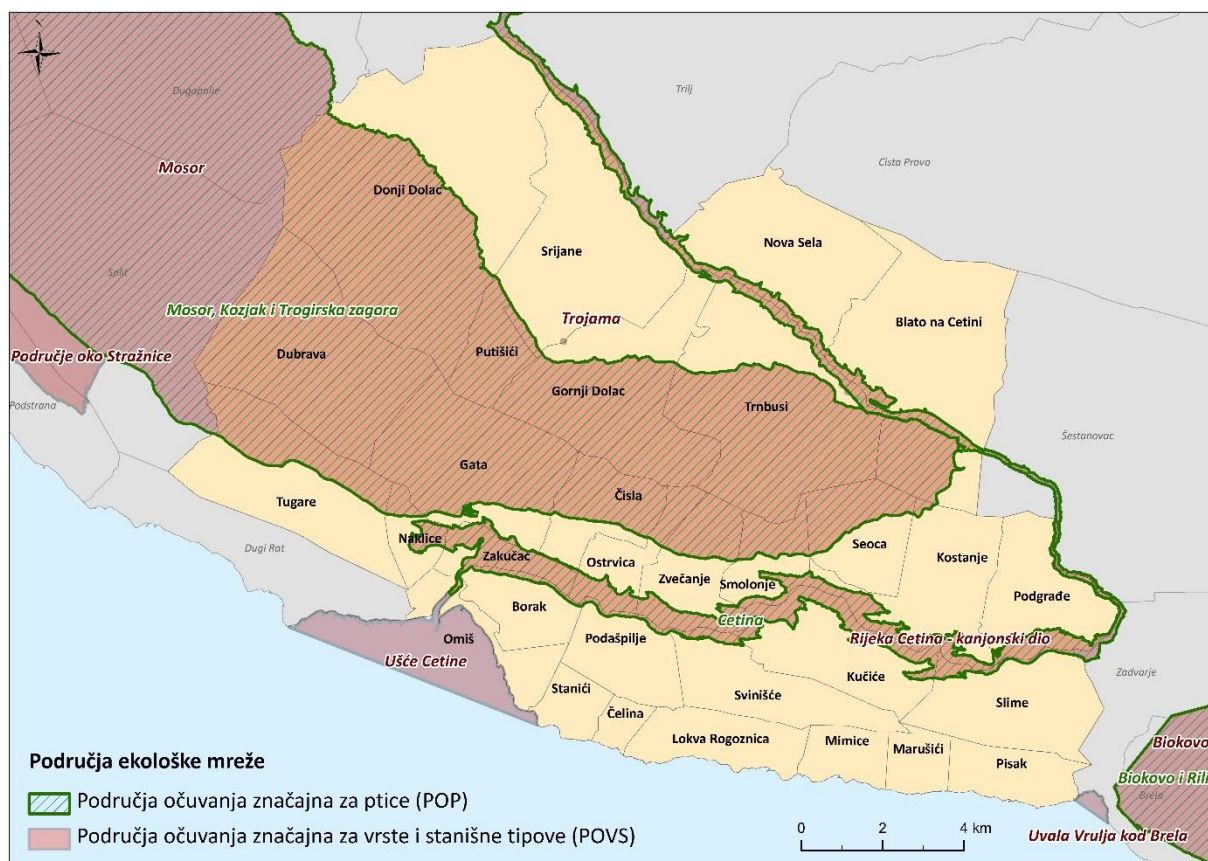 Dugopolje
Trilj
Cista Provo
Mosor
Donji Dolac
Nova Sela
Srijane
Split
Mosor, Kozjak i Trogirska zagora
Trojama
Blato na Cetini
Područje oko Stražnice
Dubrava
Putišići
Podstrana
Gornji Dolac
Trnbusi
Šestanovac
Gata
Čisla
Tugare
Dugi Rat
Naklice
Zakučac
Ostrvica
Zvečanje
Smolonje
Seoca
Kostanje
Podgrađe
Borak
Cetina
Omiš
Podašpilje
Rijeka Cetina - kanjonski dio
Ušće Cetine
Zadvarje
Kučiće
Stanići
Svinišće
Slime
Čelina
Lokva Rogoznica
Mimice
Marušići
Pisak
Biokovo
Biokovo i Rili
Brela
Uvala Vrulja kod Brela
Područja ekološke mreže
Područja očuvanja značajna za ptice (POP)
Područja očuvanja značajna za vrste i stanišne tipove (POVS)
0 2 4 km